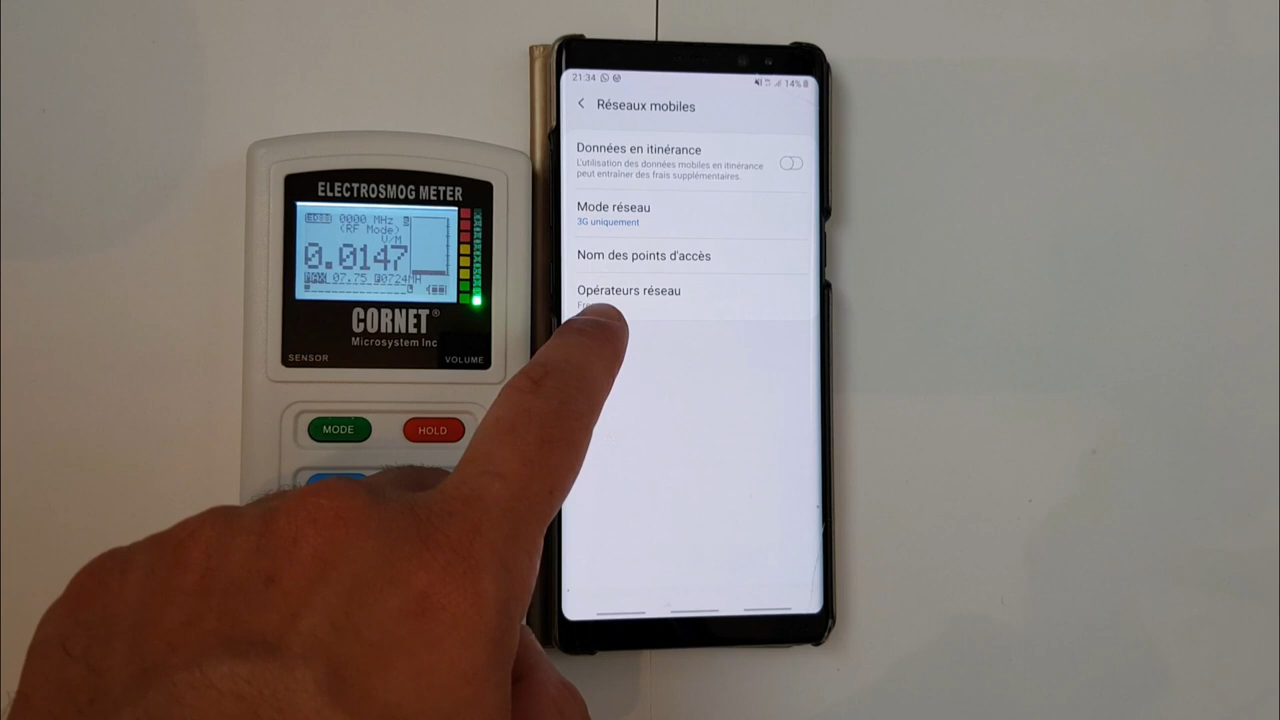 ELECTROSMOG METER
0000 MHz
(RF Mode)
V/M
0.0147
MAX 07.75
CORNET®
Microsystem Inc
SENSOR
VOLUME
MODE
HOLD
21:34
14%
Réseaux mobiles
Données en itinérance
L'utilisation des données mobiles en itinérance
peut entraîner des frais supplémentaires.
Mode réseau
3G uniquement
Nom des points d'accès
Opérateurs réseau